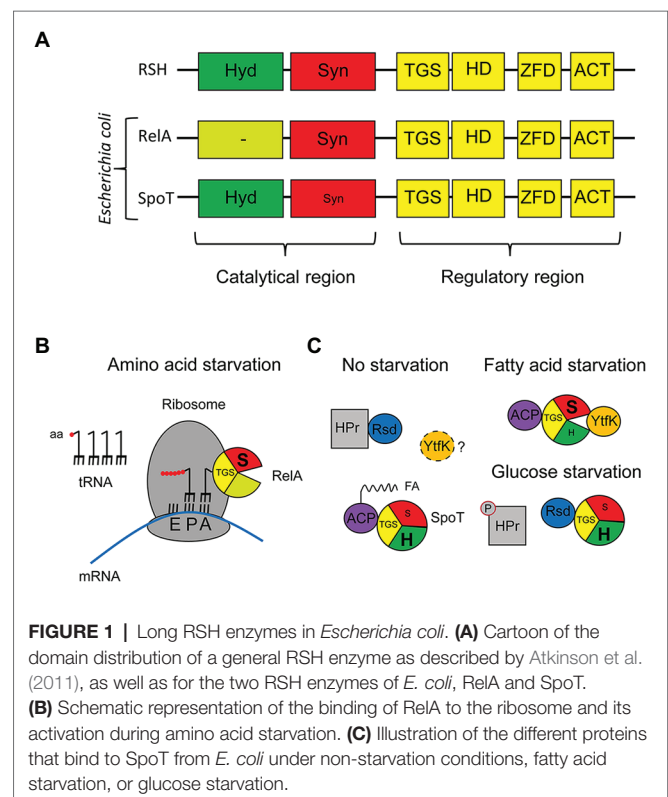 A
RSH Hyd Syn TGS HD ZFD ACT
Escherichia coli
RelA - Syn TGS HD ZFD ACT
SpoT Hyd Syn TGS HD ZFD ACT
Catalytical region Regulatory region
B
Amino acid starvation
Ribosome
aa
tRNA
S
TGS
RelA
E P A
mRNA
C
No starvation
HPr Rsd
YtfK ?
FA
ACP TGS S H SpoT
Fatty acid starvation
ACP TGS S H YtfK
Glucose starvation
P
HPr
Rsd TGS S H
FIGURE 1 | Long RSH enzymes in Escherichia coli. (A) Cartoon of the
domain distribution of a general RSH enzyme as described by Atkinson et al.
(2011), as well as for the two RSH enzymes of E. coli, RelA and SpoT.
(B) Schematic representation of the binding of RelA to the ribosome and its
activation during amino acid starvation. (C) Illustration of the different proteins
that bind to SpoT from E. coli under non-starvation conditions, fatty acid
starvation, or glucose starvation.